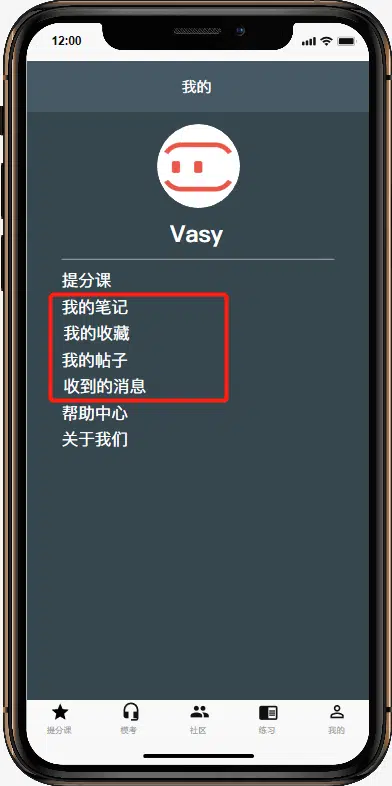 12:00
我的
Vasy
提分课
我的笔记
我的收藏
我的帖子
收到的消息
帮助中心
关于我们
提分课 模考 社区 练习 我的